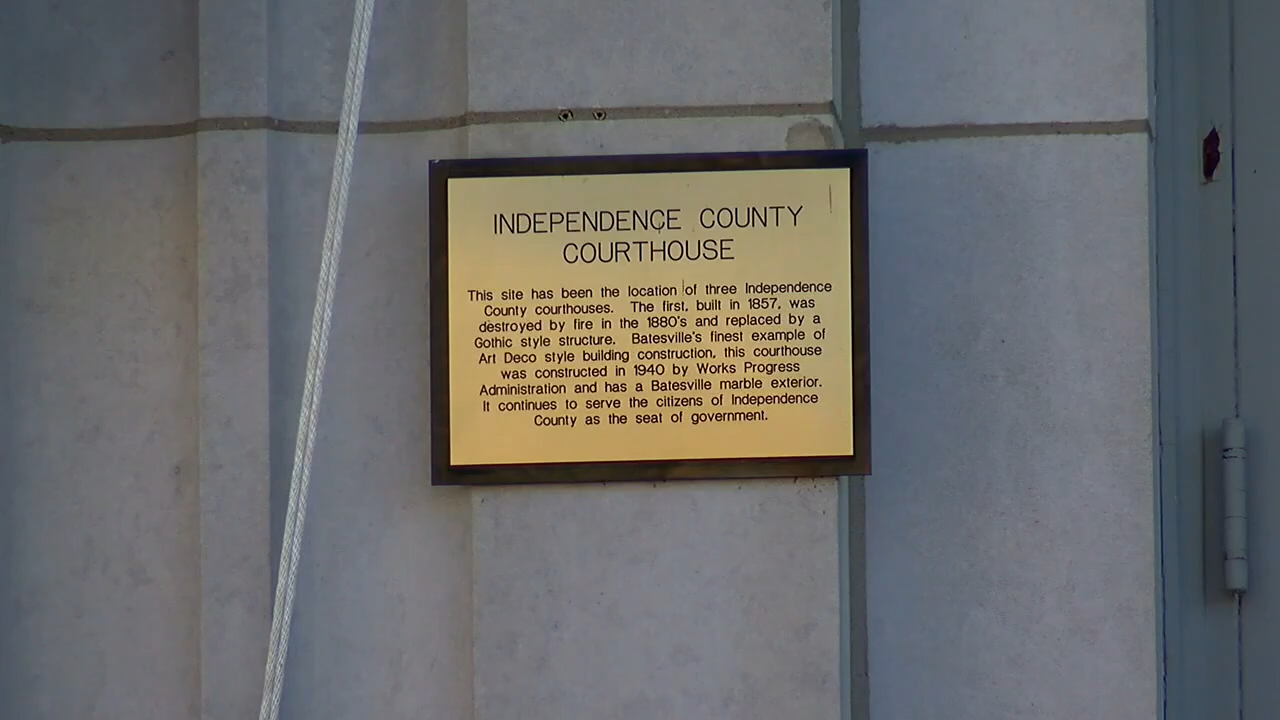 INDEPENDENCE COUNTY
COURTHOUSE
This site has been the location of three Independence
County courthouses. The first, built in 1857, was
destroyed by fire in the 1880's and replaced by a
Gothic style structure. Batesville's finest example of
Art Deco style building construction, this courthouse
was constructed in 1940 by Works Progress
Administration and has a Batesville marble exterior.
It continues to serve the citizens of Independence
County as the seat of government.